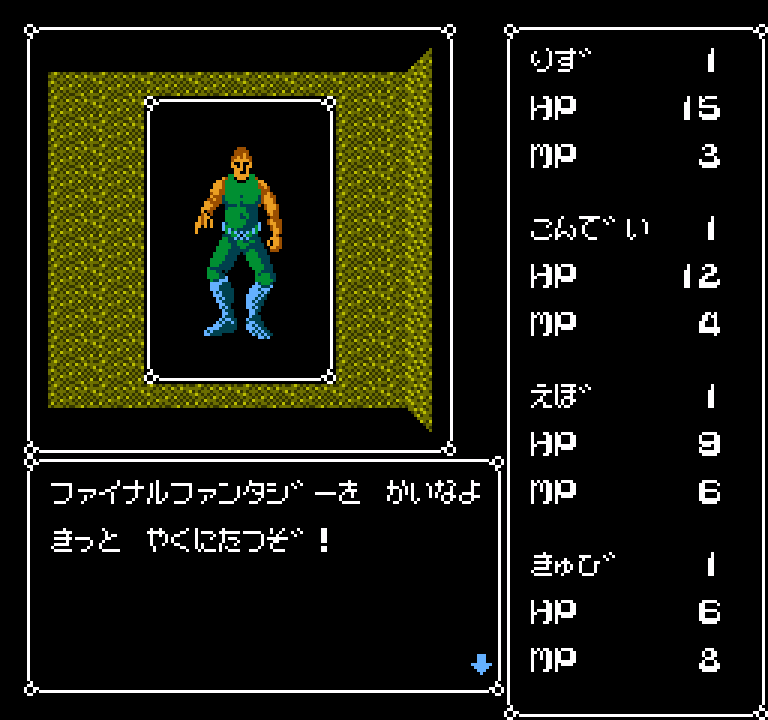 ファイナルファンタジーを かいなよ
きっと やくにたつぞ!
りず 1
HP 15
MP 3
こんでい 1
HP 12
MP 4
えぼ 1
HP 9
MP 6
きゅび 1
HP 6
MP 8